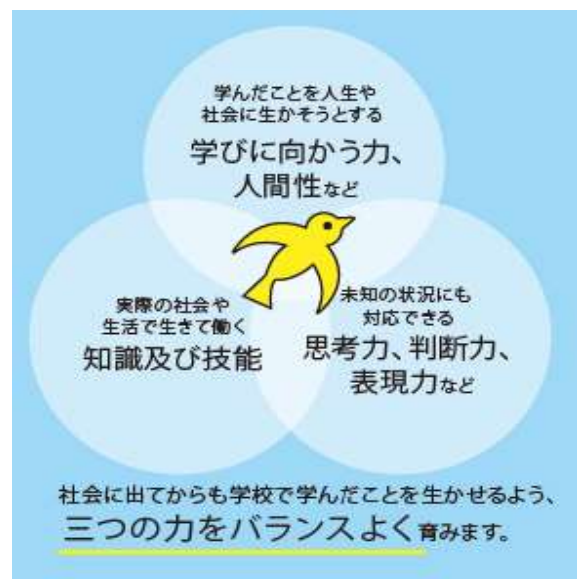 学んだことを人生や
社会に生かそうとする
学びに向かう力、
人間性など
実際の社会や
生活で生きて働く
知識及び技能
未知の状況にも
対応できる
思考力、判断力、
表現力など
社会に出てからも学校で学んだことを生かせるよう、
三つの力をバランスよく育みます。